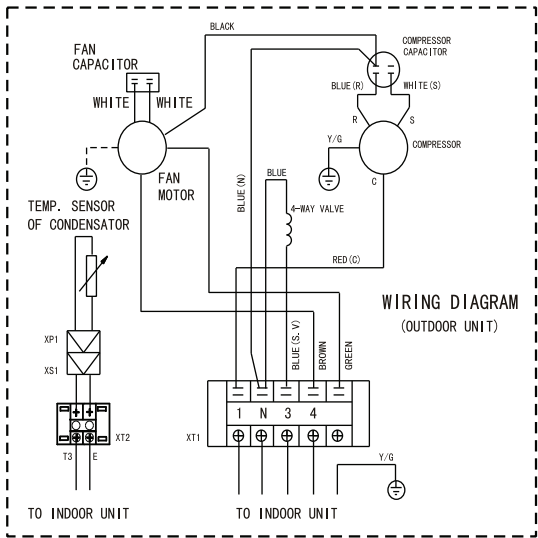 BLACK
FAN
CAPACITOR
COMPRESSOR
CAPACITOR
BLUE(R)
WHITE(S)
WHITE
WHITE
R
S
Y/G
COMPRESSOR
C
FAN
MOTOR
BLUE(N)
BLUE
4-WAY VALVE
TEMP. SENSOR
OF CONDENSATOR
RED(C)
WIRING DIAGRAM
(OUTDOOR UNIT)
BLUE(S.V)
BROWN
GREEN
XP1
XS1
1 N 3 4
XT2
XT1
T3 E
Y/G
TO INDOOR UNIT
TO INDOOR UNIT